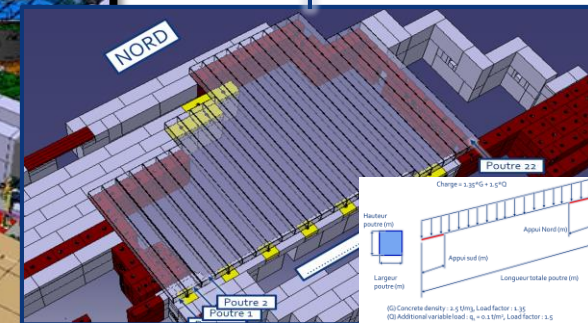 NORD
Poutre 22
Charge = 1.35*G + 1.5*Q
Hauteur
poutre (m)
Appui Nord (m)
Appui sud (m)
Largeur
poutre (m)
Longueur totale poutre (m)
(G) Concrete density : 2.5 t/m3, Load factor : 1.35
(Q) Additional variable load : qk = 0.1 t/m², Load factor : 1.5
Poutre 2
Poutre 1